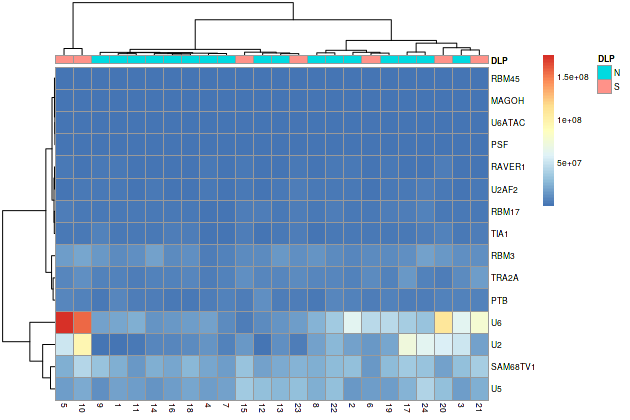 DLP
RBM45
MAGOH
U6ATAC
PSF
RAVER1
U2AF2
RBM17
TIA1
RBM3
TRA2A
PTB
U6
U2
SAM68TV1
U5
5 10 9 1 11 14 16 18 4 7 15 12 13 23 8 22 2 6 19 17 24 20 3 21
1.5e+08
1e+08
5e+07
DLP
N
S